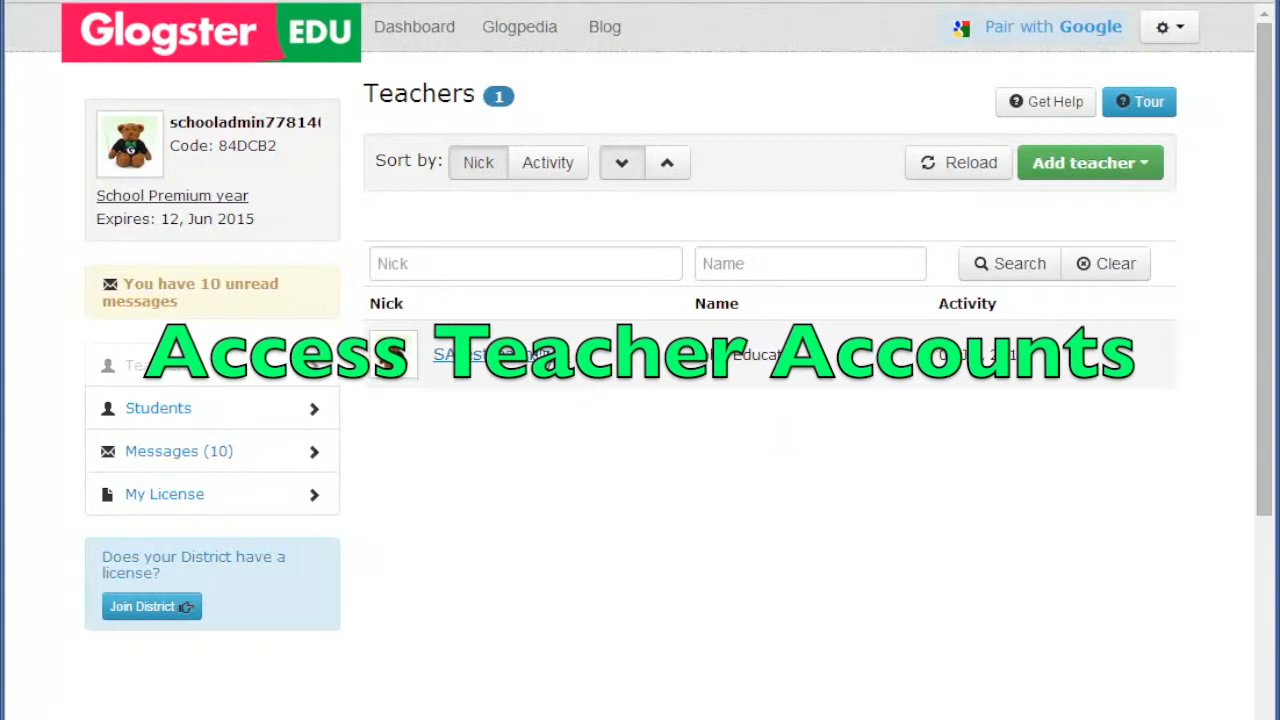 Glogster EDU
Dashboard
Glogpedia
Blog
Pair with Google
Teachers 1
Get Help
Tour
schooladmin77814
Code: 84DCB2
School Premium year
Expires: 12, Jun 2015
Sort by:
Nick
Activity
Reload
Add teacher
You have 10 unread
messages
Nick
Name
Search
Clear
Nick
Name
Activity
Access Teacher Accounts
Students
Messages (10)
My License
Does your District have a
license?
Join District